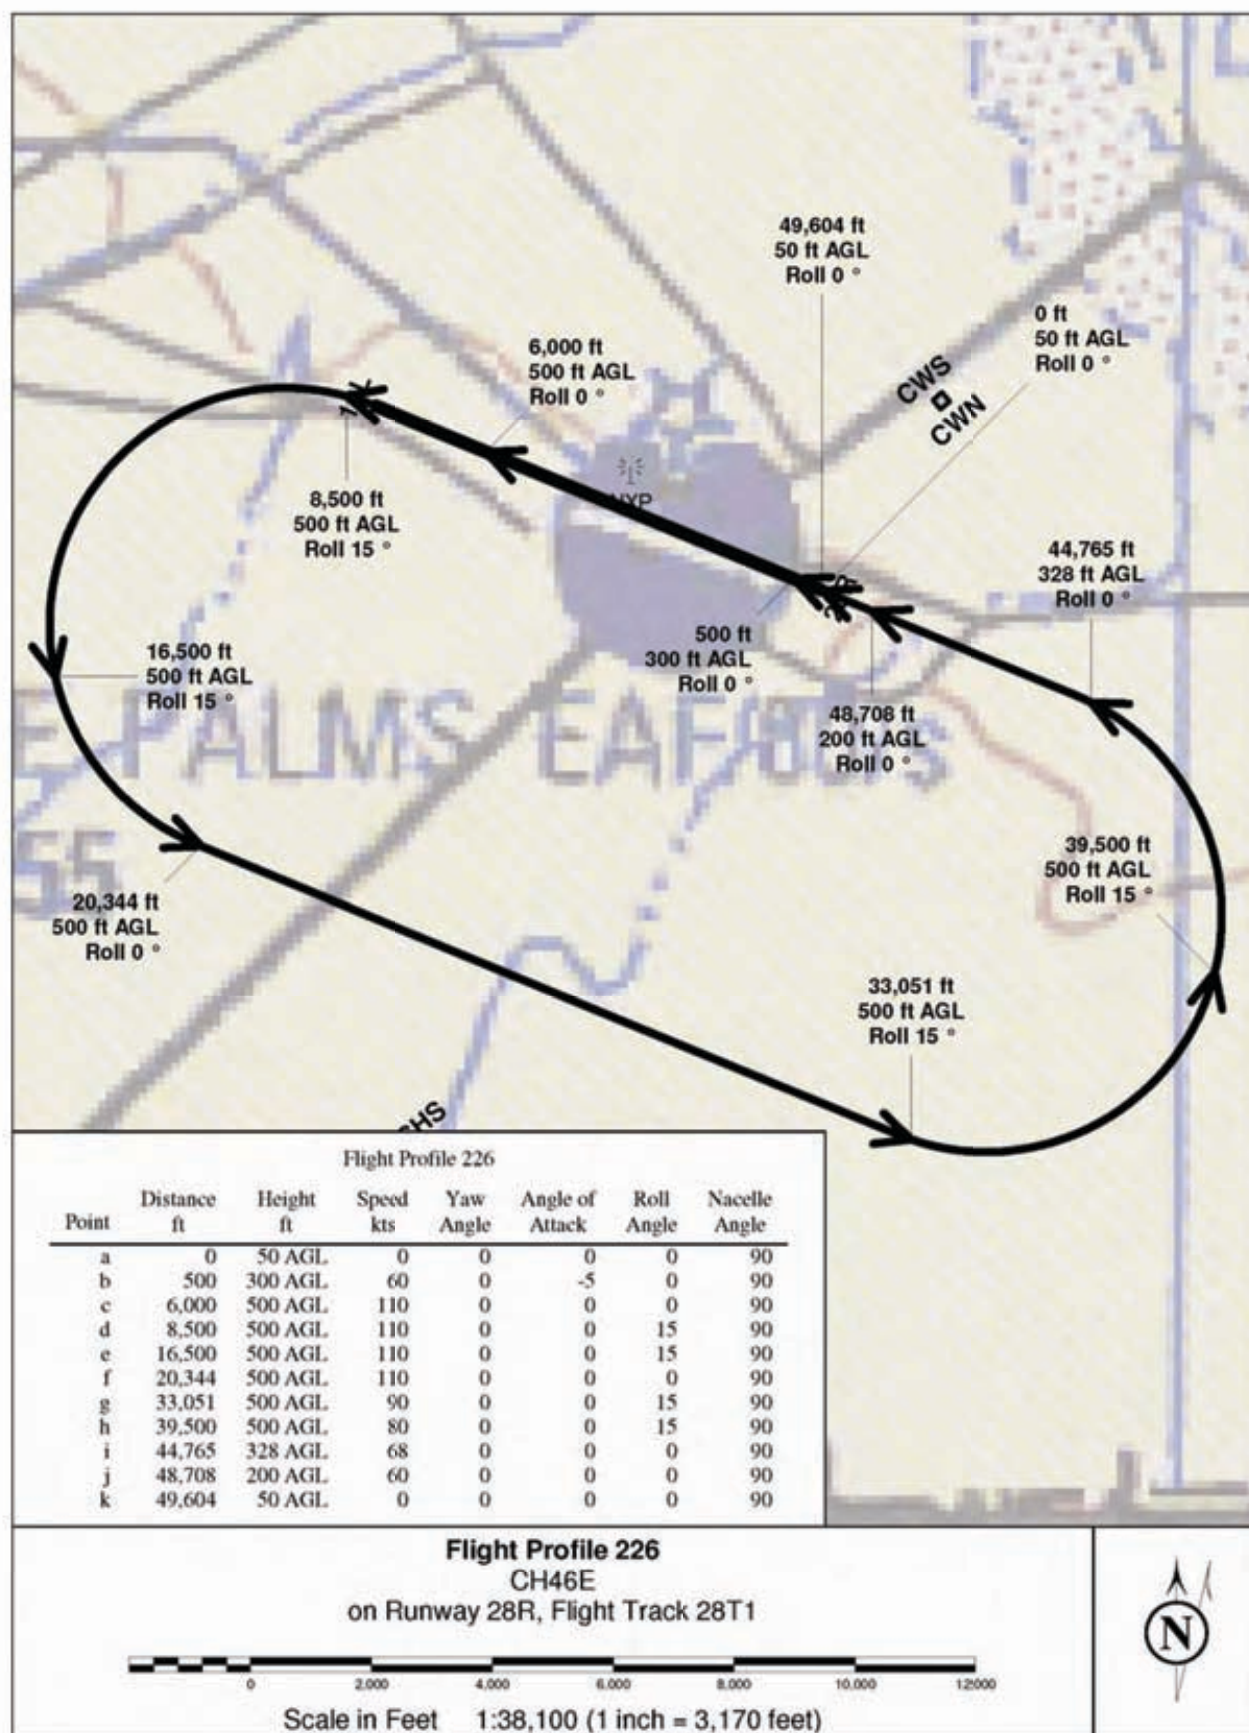 49,604 ft
50 ft AGL
Roll 0 °
0 ft
50 ft AGL
Roll 0 °
6,000 ft
500 ft AGL
Roll 0 °
CWS
CWN
NXP
8,500 ft
500 ft AGL
Roll 15 °
44,765 ft
328 ft AGL
Roll 0 °
500 ft
300 ft AGL
Roll 0 °
16,500 ft
500 ft AGL
Roll 15 °
48,708 ft
200 ft AGL
Roll 0 °
E PALMS EAF
55
39,500 ft
500 ft AGL
Roll 15 °
20,344 ft
500 ft AGL
Roll 0 °
33,051 ft
500 ft AGL
Roll 15 °
SHS
Flight Profile 226
Point Distance ft Height ft Speed kts Yaw Angle Angle of Attack Roll Angle Nacelle Angle
a 0 50 AGL 0 0 0 0 90
b 500 300 AGL 60 0 -5 0 90
c 6,000 500 AGL 110 0 0 0 90
d 8,500 500 AGL 110 0 0 15 90
e 16,500 500 AGL 110 0 0 15 90
f 20,344 500 AGL 110 0 0 0 90
g 33,051 500 AGL 90 0 0 15 90
h 39,500 500 AGL 80 0 0 15 90
i 44,765 328 AGL 68 0 0 0 90
j 48,708 200 AGL 60 0 0 0 90
k 49,604 50 AGL 0 0 0 0 90
Flight Profile 226
CH46E
on Runway 28R, Flight Track 28T1
0 2,000 4,000 6,000 8,000 10,000 12,000
Scale in Feet 1:38,100 (1 inch = 3,170 feet)
N